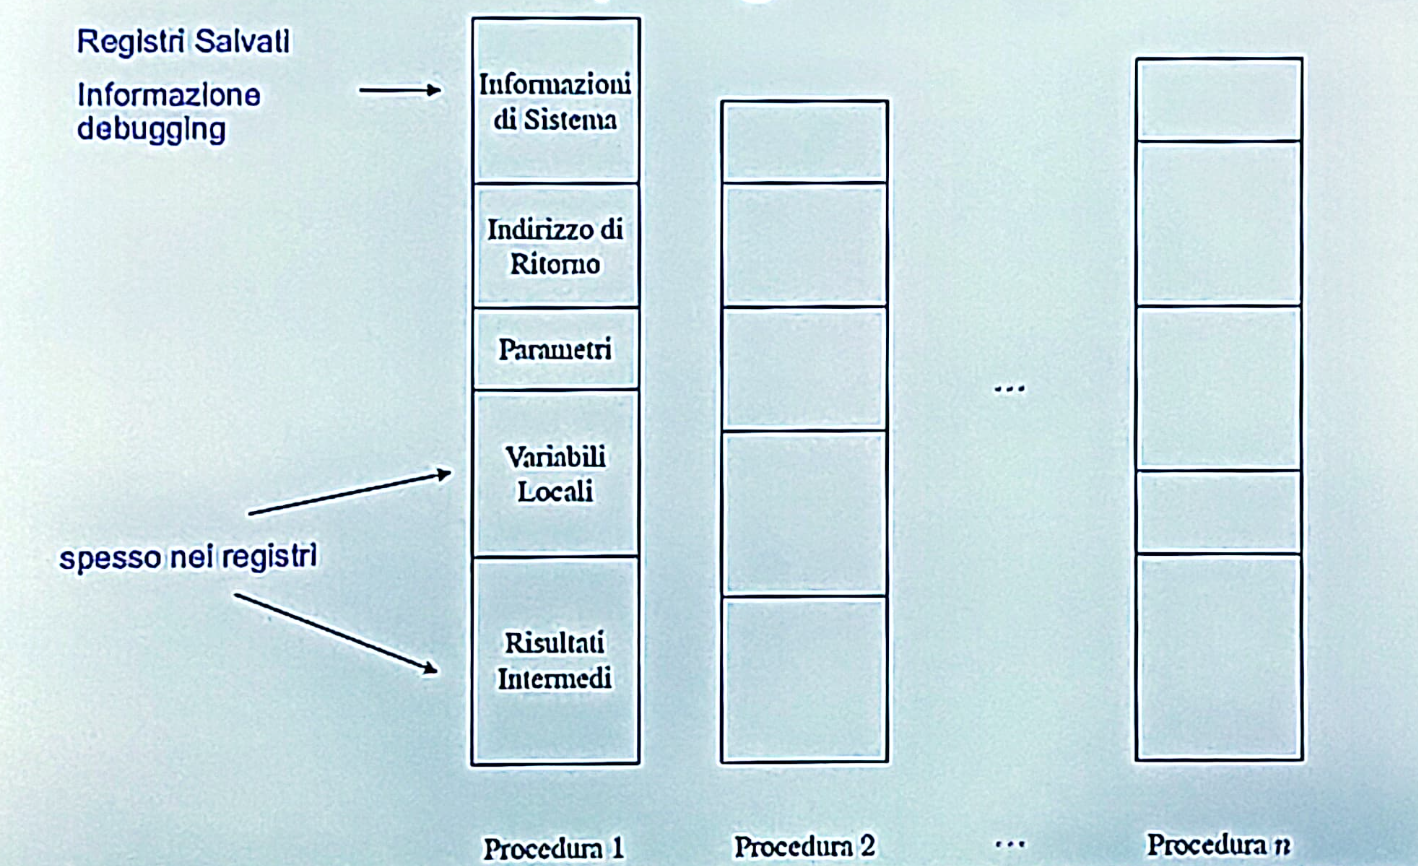 Registri Salvati
Informazione
debugging
Informazioni
di Sistema
Indirizzo di
Ritorno
Parametri
Variabili
Locali
spesso nei registri
Risultati
Intermedi
...
Procedura 1
Procedura 2
...
Procedura n